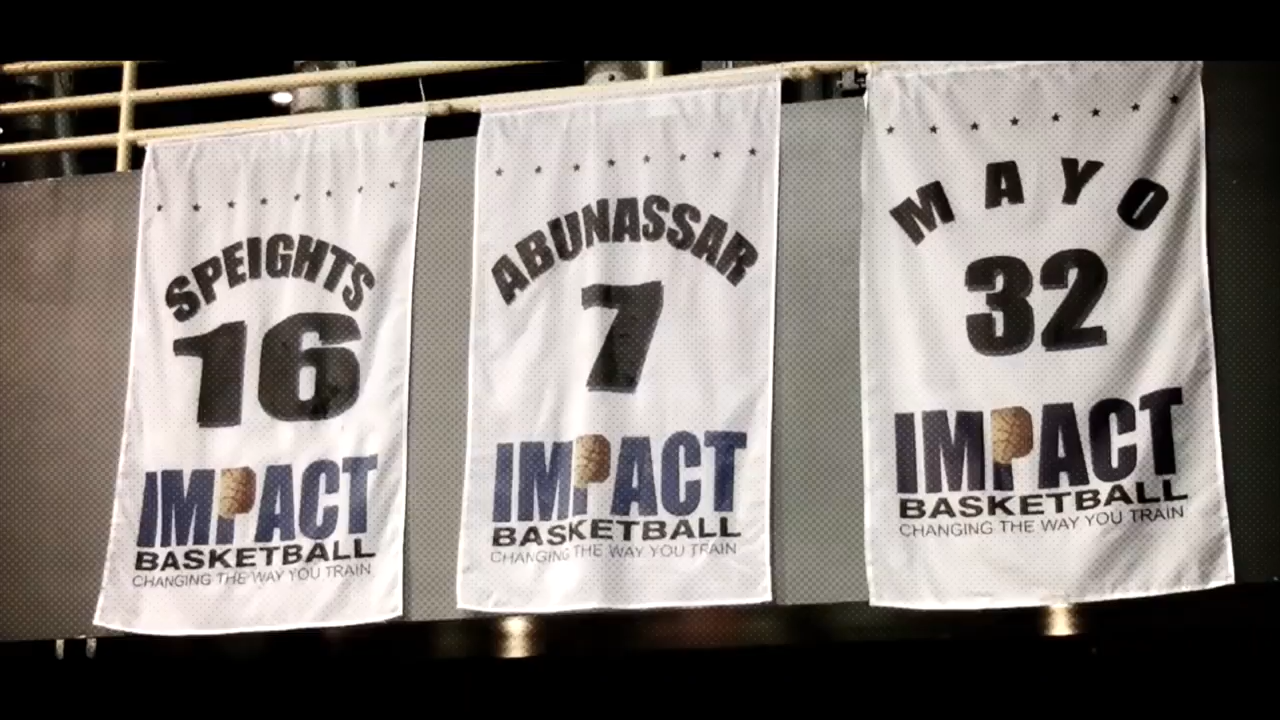 SPEIGHTS
16
IMPACT
BASKETBALL
CHANGING THE WAY YOU TRAIN
ABUNASSAR
7
IMPACT
BASKETBALL
CHANGING THE WAY YOU TRAIN
MAYO
32
IMPACT
BASKETBALL
CHANGING THE WAY YOU TRAIN